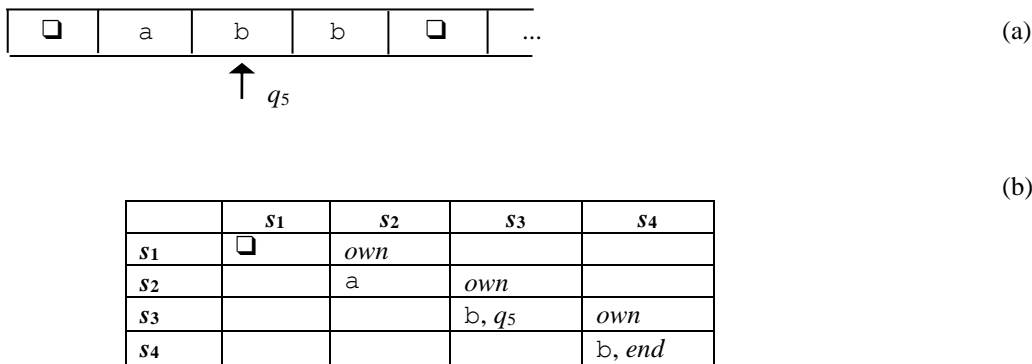 ❑ a b b ❑ ... (a)
q5
(b)
s1 s2 s3 s4
s1 ❑ own
s2 a own
s3 b, q5 own
s4 b, end